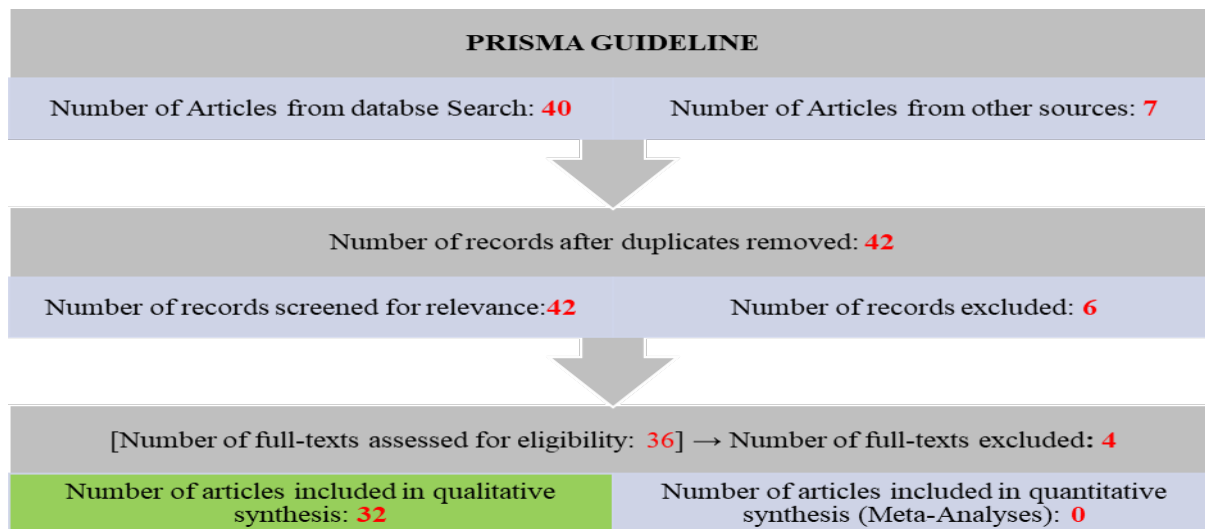 PRISMA GUIDELINE
Number of Articles from databse Search: 40
Number of Articles from other sources: 7
Number of records after duplicates removed: 42
Number of records screened for relevance:42
Number of records excluded: 6
[Number of full-texts assessed for eligibility: 36] → Number of full-texts excluded: 4
Number of articles included in qualitative
synthesis: 32
Number of articles included in quantitative
synthesis (Meta-Analyses): 0